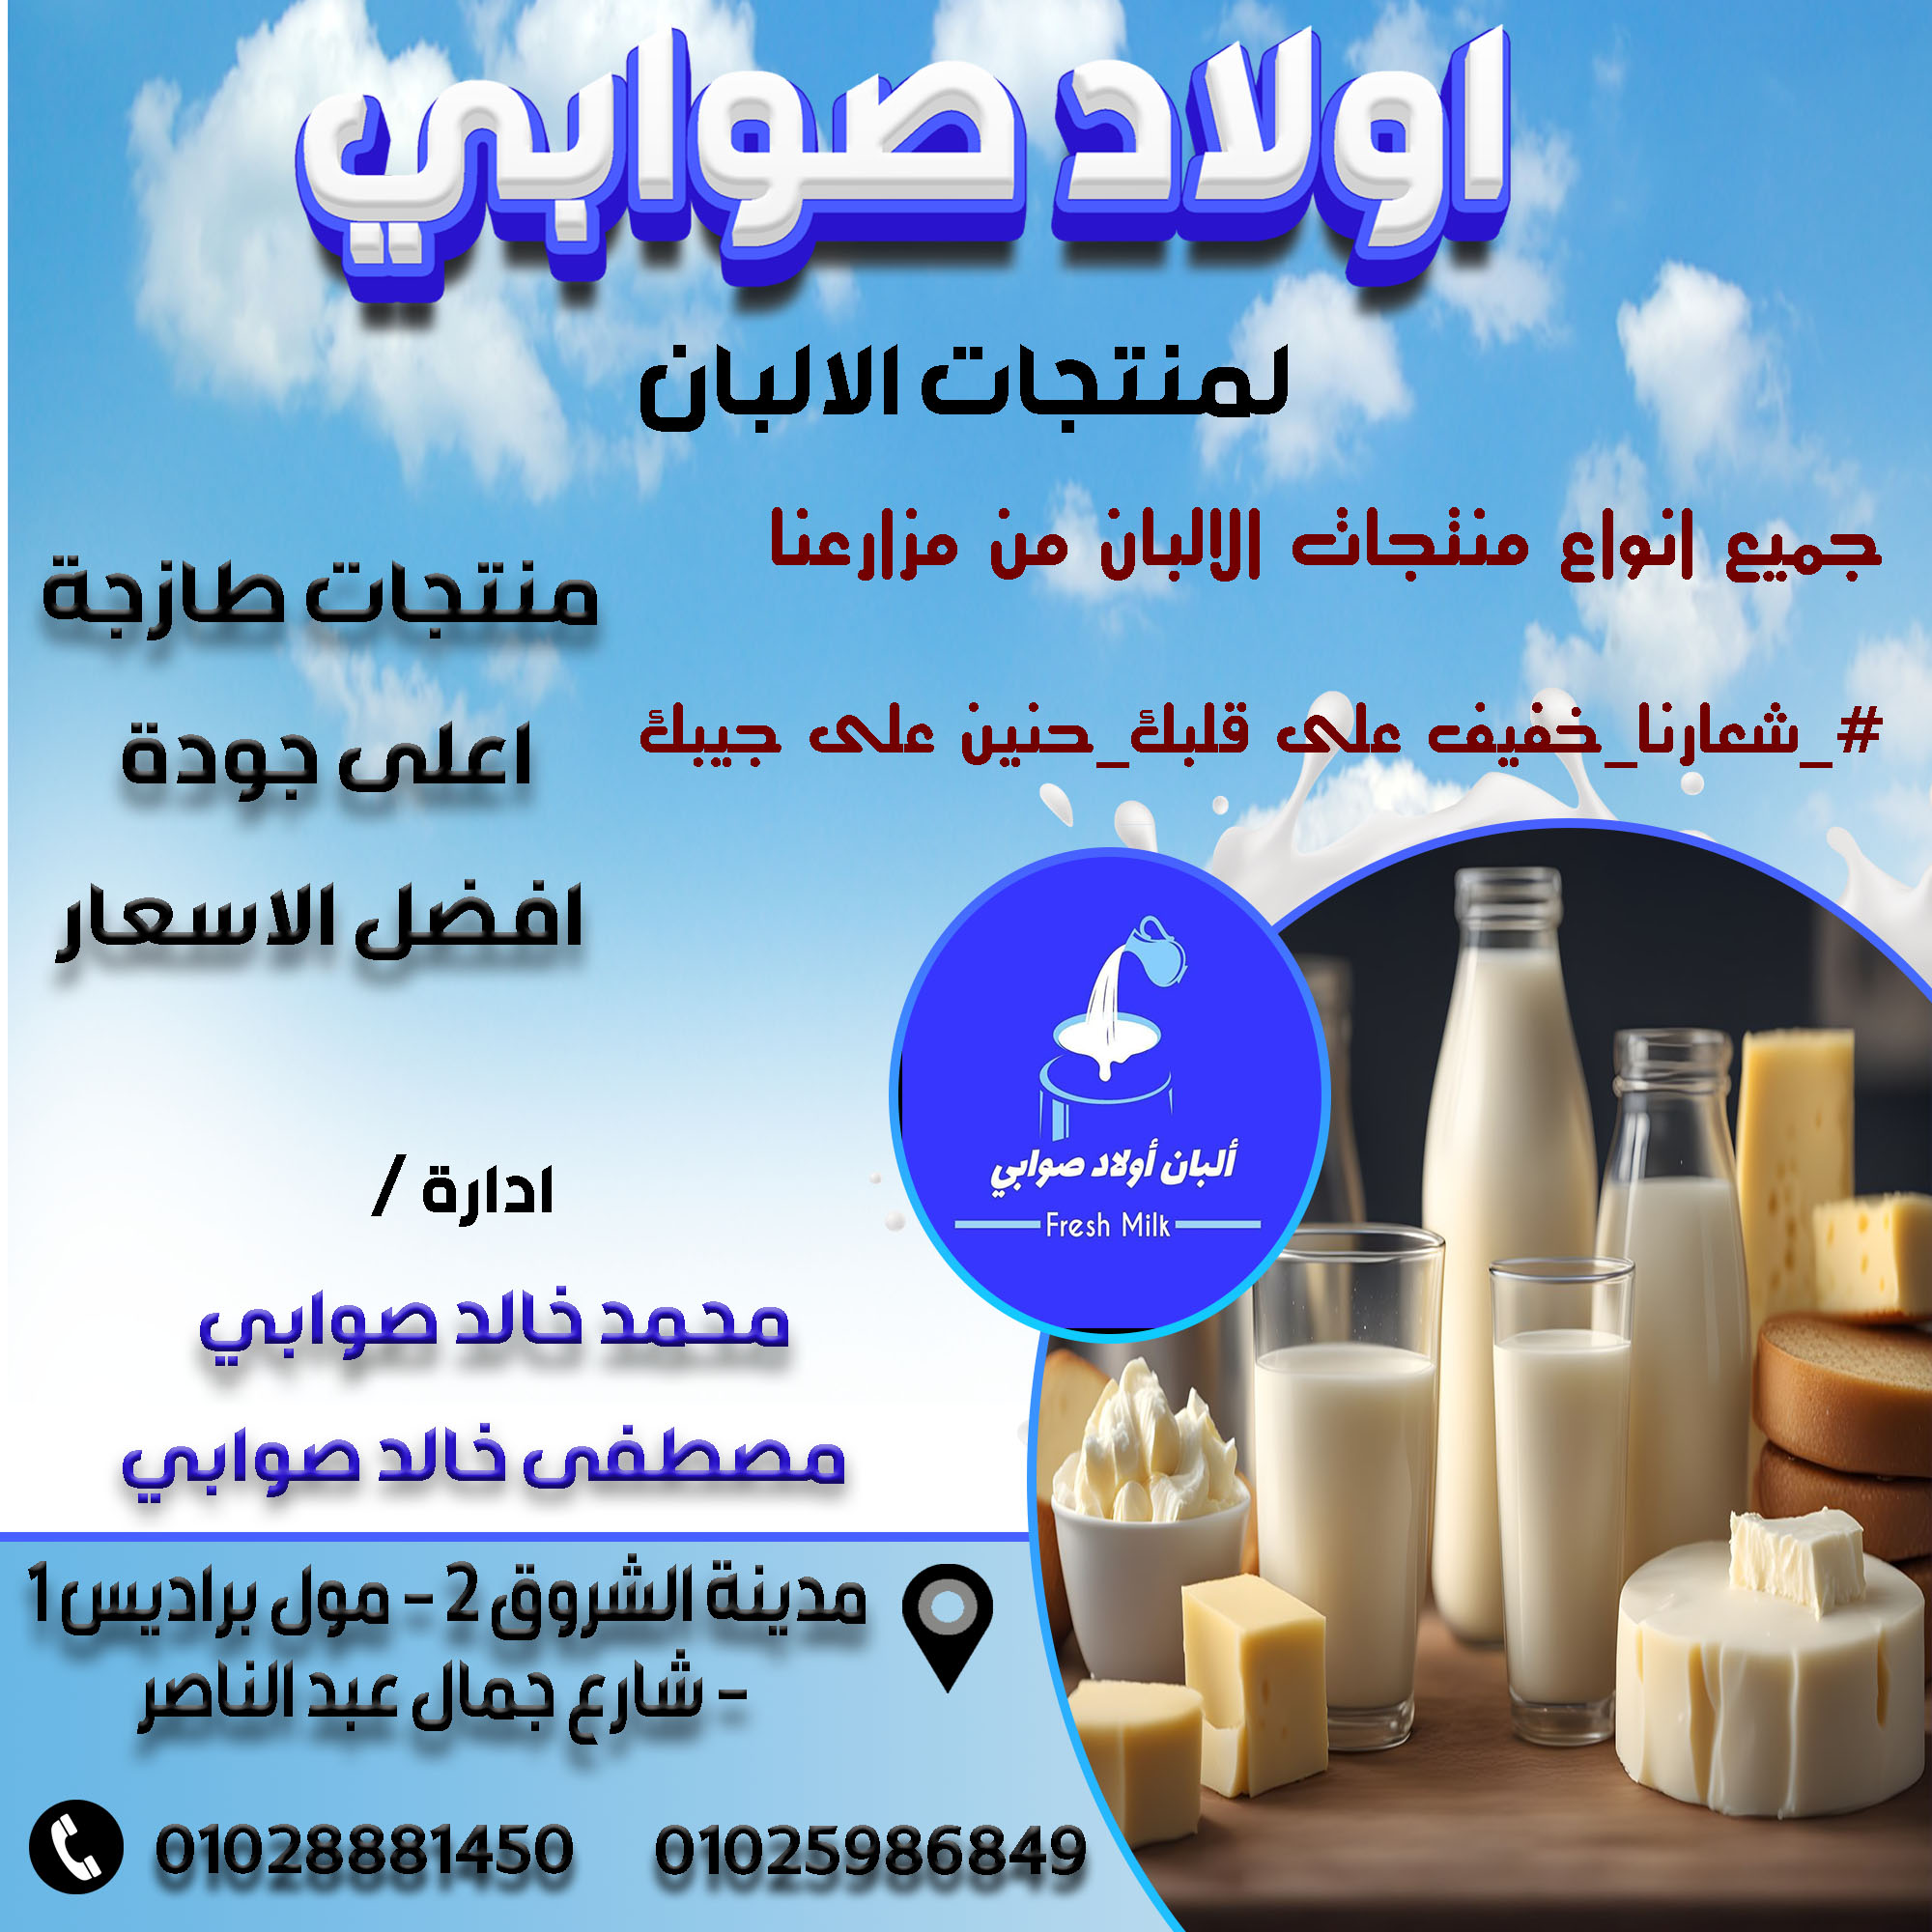 اولاد صوابي
لمنتجات الالبان
جميع انواع منتجات الالبان من مزارعنا
#_شعارنا_خفيف على قلبك_حنين على جيبك
منتجات طازجة
اعلى جودة
افضل الاسعار
ألبان أولاد صوابي
Fresh Milk
ادارة /
محمد خالد صوابي
مصطفى خالد صوابي
مدينة الشروق 2 - مول براديس 1
- شارع جمال عبد الناصر
01028881450 01025986849